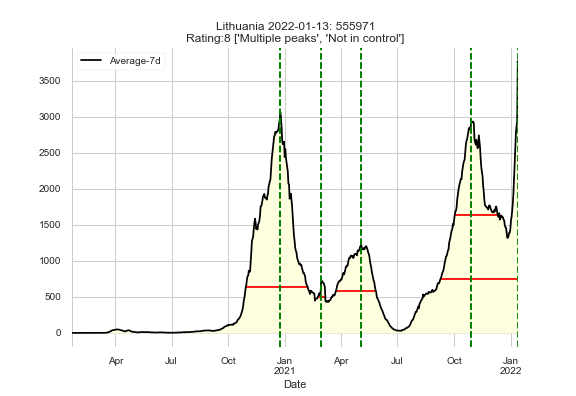 Lithuania 2022-01-13: 555971
Rating:8 ['Multiple peaks', 'Not in control']
Average-7d
3500
3000
2500
2000
1500
1000
500
0
Apr Jul Oct Jan Apr Jul Oct Jan
2021 2022
Date